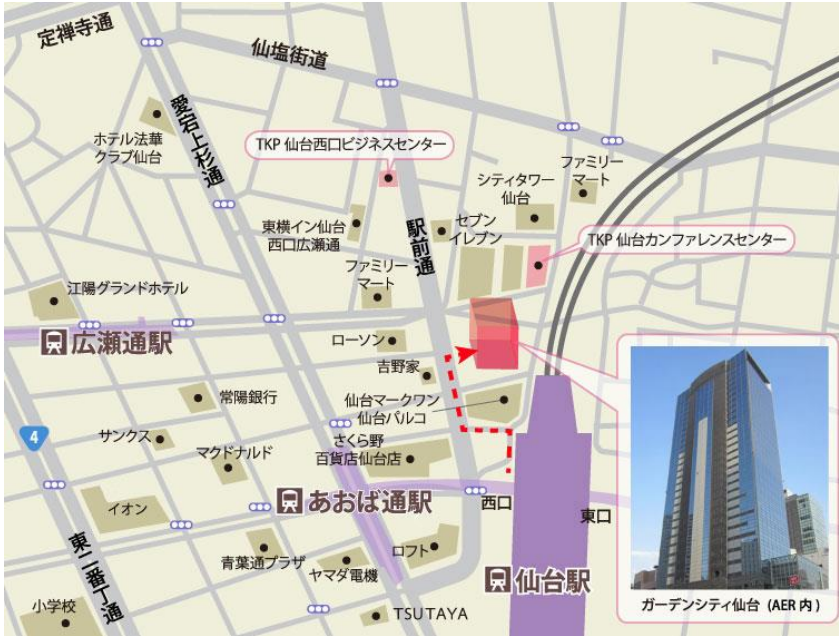 定禅寺通
仙塩街道
愛宕上杉通
ホテル法華
クラブ仙台
TKP 仙台西口ビジネスセンター
ファミリー
マート
シティタワー
仙台
東横イン仙台
西口広瀬通
駅前通
セブン
イレブン
TKP 仙台カンファレンスセンター
ファミリー
マート
江陽グランドホテル
広瀬通駅
ローソン
吉野家
常陽銀行
仙台マークワン
仙台パルコ
4
サンクス
マクドナルド
さくら野
百貨店仙台店
イオン
あおば通駅
西口
東口
東二番丁通
青葉通プラザ
ヤマダ電機
ロフト
仙台駅
小学校
TSUTAYA
ガーデンシティ仙台 (AER 内)